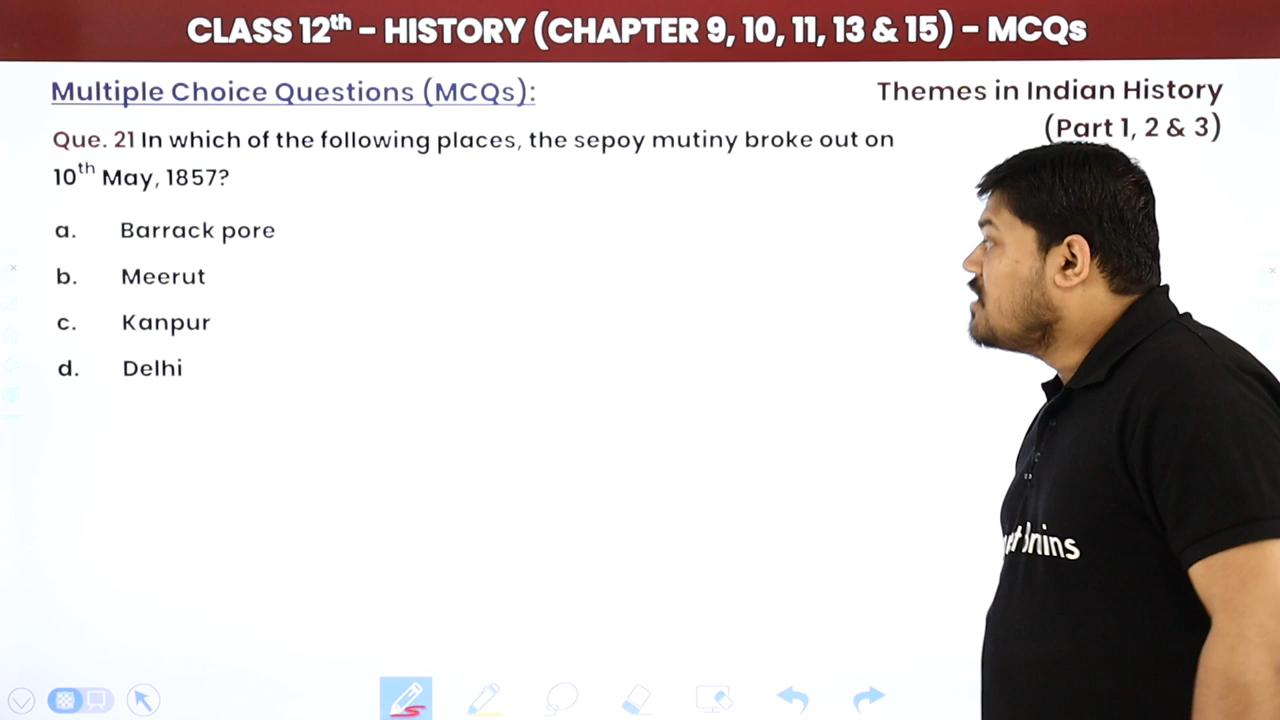 CLASS 12th – HISTORY (CHAPTER 9, 10, 11, 13 & 15) – MCQs
Multiple Choice Questions (MCQs):
Themes in Indian History
(Part 1, 2 & 3)
Que. 21 In which of the following places, the sepoy mutiny broke out on
10th May, 1857?
a. Barrack pore
b. Meerut
c. Kanpur
d. Delhi